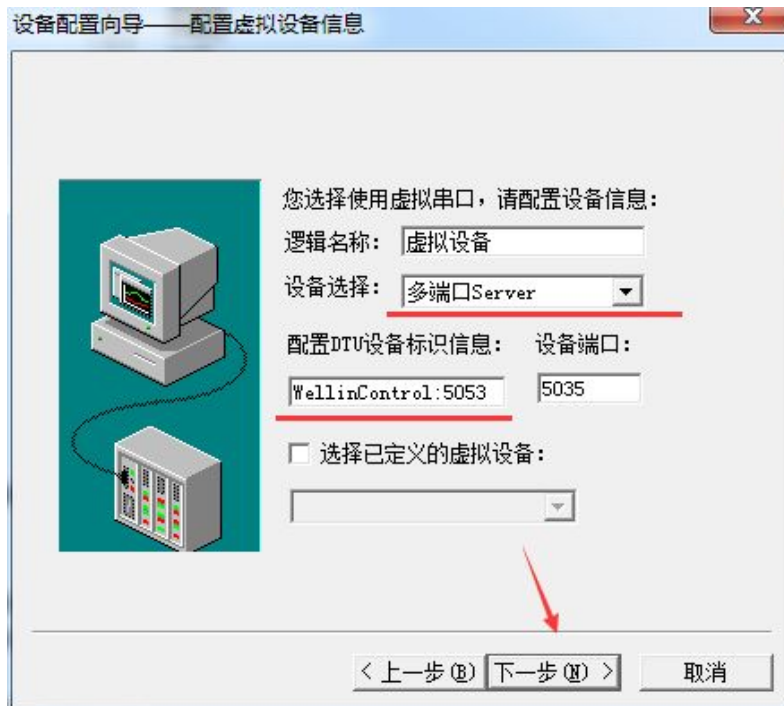 设备配置向导——配置虚拟设备信息
您选择使用虚拟串口，请配置设备信息：
逻辑名称： 虚拟设备
设备选择： 多端口Server
配置DTU设备标识信息： 设备端口：
WellinControl:5053 5035
选择已定义的虚拟设备：
< 上一步(B) 下一步(N) > 取消